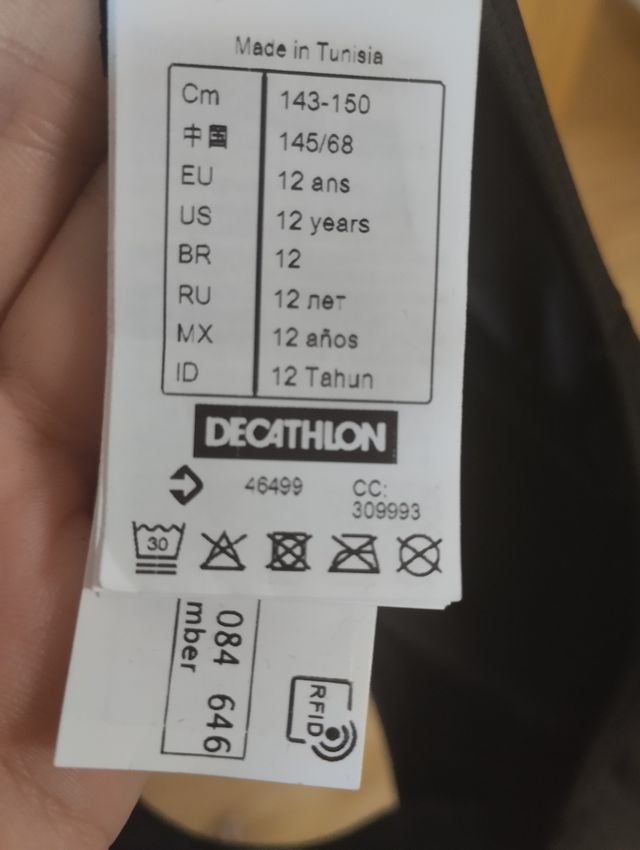 Made in Tunisia
Cm 143-150
中国 145/68
EU 12 ans
US 12 years
BR 12
RU 12 лет
MX 12 años
ID 12 Tahun
DECATHLON
46499 CC:
309993
30
084 646
mber
RFID